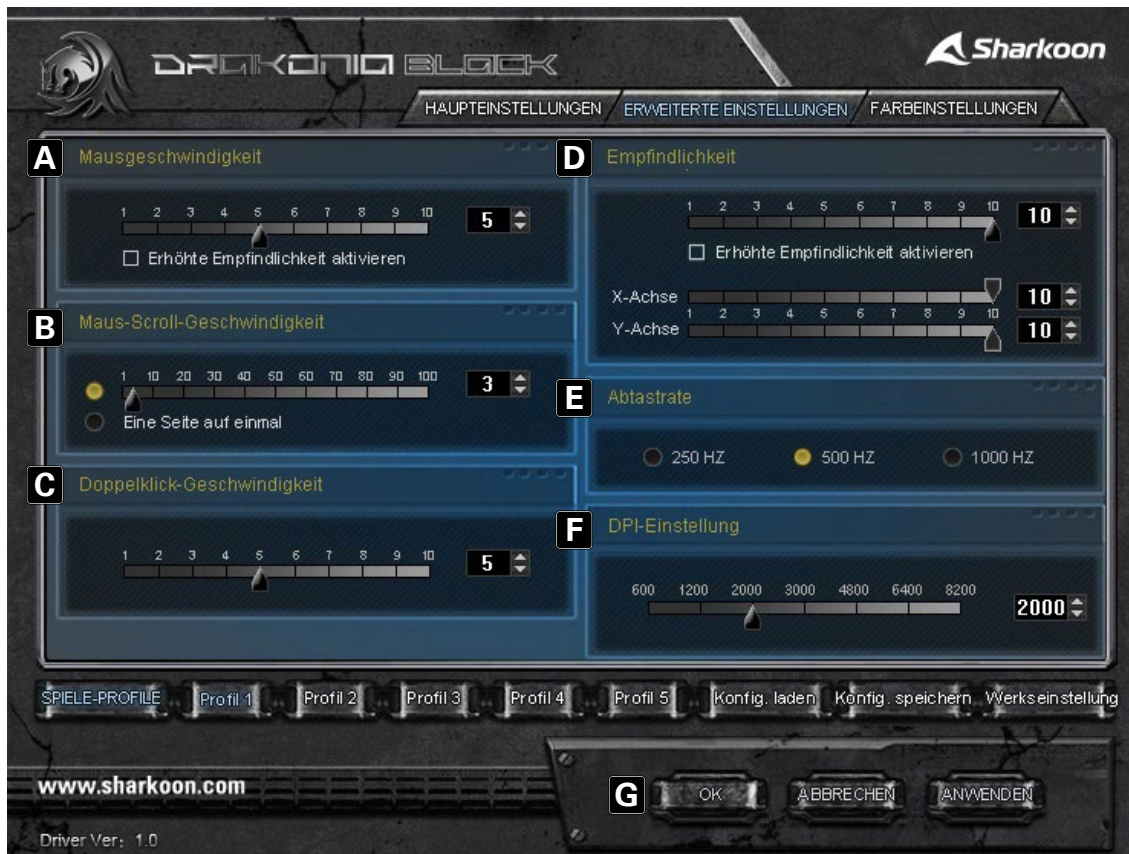 DRAKONIA BLACK
Sharkoon
HAUPTEINSTELLUNGEN ERWEITERTE EINSTELLUNGEN FARBEINSTELLUNGEN
A Mausgeschwindigkeit
1 2 3 4 5 6 7 8 9 10
5
Erhöhte Empfindlichkeit aktivieren
B Maus-Scroll-Geschwindigkeit
1 10 20 30 40 50 60 70 80 90 100
3
Eine Seite auf einmal
C Doppelklick-Geschwindigkeit
1 2 3 4 5 6 7 8 9 10
5
D Empfindlichkeit
1 2 3 4 5 6 7 8 9 10
10
Erhöhte Empfindlichkeit aktivieren
X-Achse 10
1 2 3 4 5 6 7 8 9 10
Y-Achse 10
E Abtastrate
250 HZ 500 HZ 1000 HZ
F DPI-Einstellung
600 1200 2000 3000 4800 6400 8200
2000
SPIELE-PROFILE Profil 1 Profil 2 Profil 3 Profil 4 Profil 5 Konfig. laden Konfig. speichern Werkseinstellung
www.sharkoon.com
G OK ABBRECHEN ANWENDEN
Driver Ver: 1.0